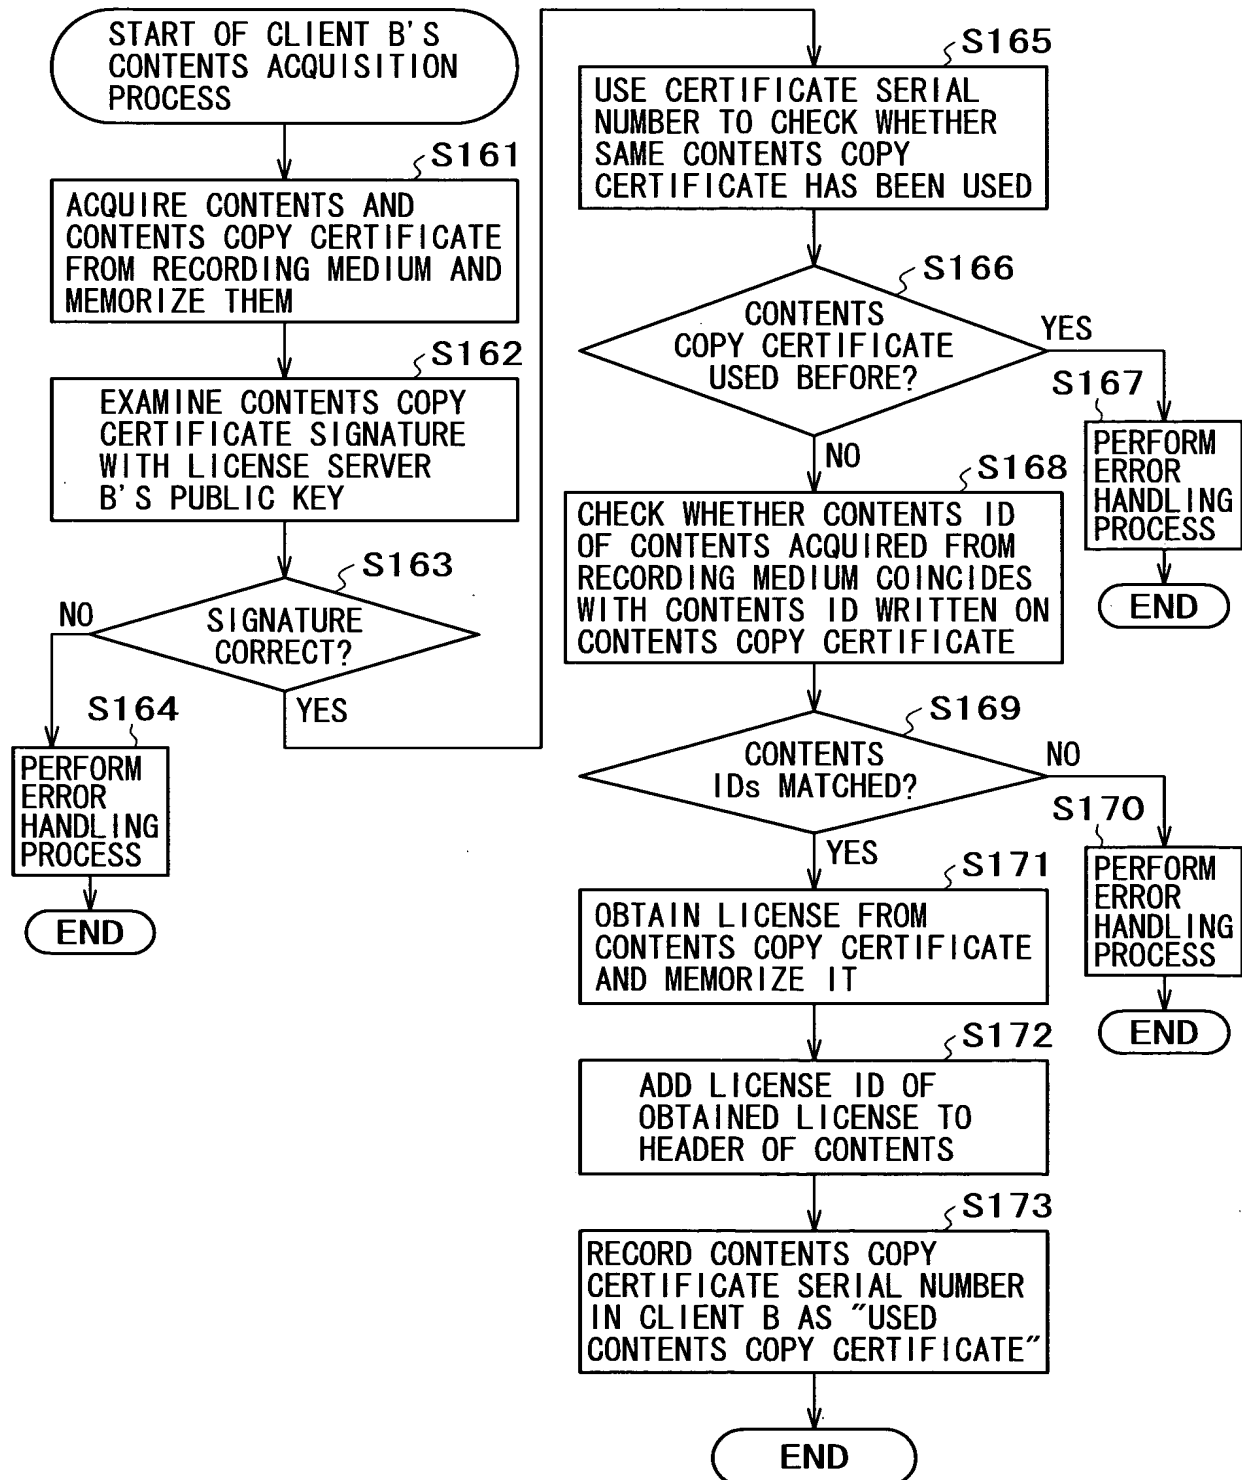 START OF CLIENT B'S
CONTENTS ACQUISITION
PROCESS
S161
ACQUIRE CONTENTS AND
CONTENTS COPY CERTIFICATE
FROM RECORDING MEDIUM AND
MEMORIZE THEM
S162
EXAMINE CONTENTS COPY
CERTIFICATE SIGNATURE
WITH LICENSE SERVER
B'S PUBLIC KEY
S163
NO
SIGNATURE
CORRECT?
YES
S164
PERFORM
ERROR
HANDLING
PROCESS
END
S165
USE CERTIFICATE SERIAL
NUMBER TO CHECK WHETHER
SAME CONTENTS COPY
CERTIFICATE HAS BEEN USED
S166
CONTENTS
COPY CERTIFICATE
USED BEFORE?
YES
S167
PERFORM
ERROR
HANDLING
PROCESS
END
NO
S168
CHECK WHETHER CONTENTS ID
OF CONTENTS ACQUIRED FROM
RECORDING MEDIUM COINCIDES
WITH CONTENTS ID WRITTEN ON
CONTENTS COPY CERTIFICATE
S169
CONTENTS
IDs MATCHED?
NO
S170
PERFORM
ERROR
HANDLING
PROCESS
END
YES
S171
OBTAIN LICENSE FROM
CONTENTS COPY CERTIFICATE
AND MEMORIZE IT
S172
ADD LICENSE ID OF
OBTAINED LICENSE TO
HEADER OF CONTENTS
S173
RECORD CONTENTS COPY
CERTIFICATE SERIAL NUMBER
IN CLIENT B AS "USED
CONTENTS COPY CERTIFICATE"
END